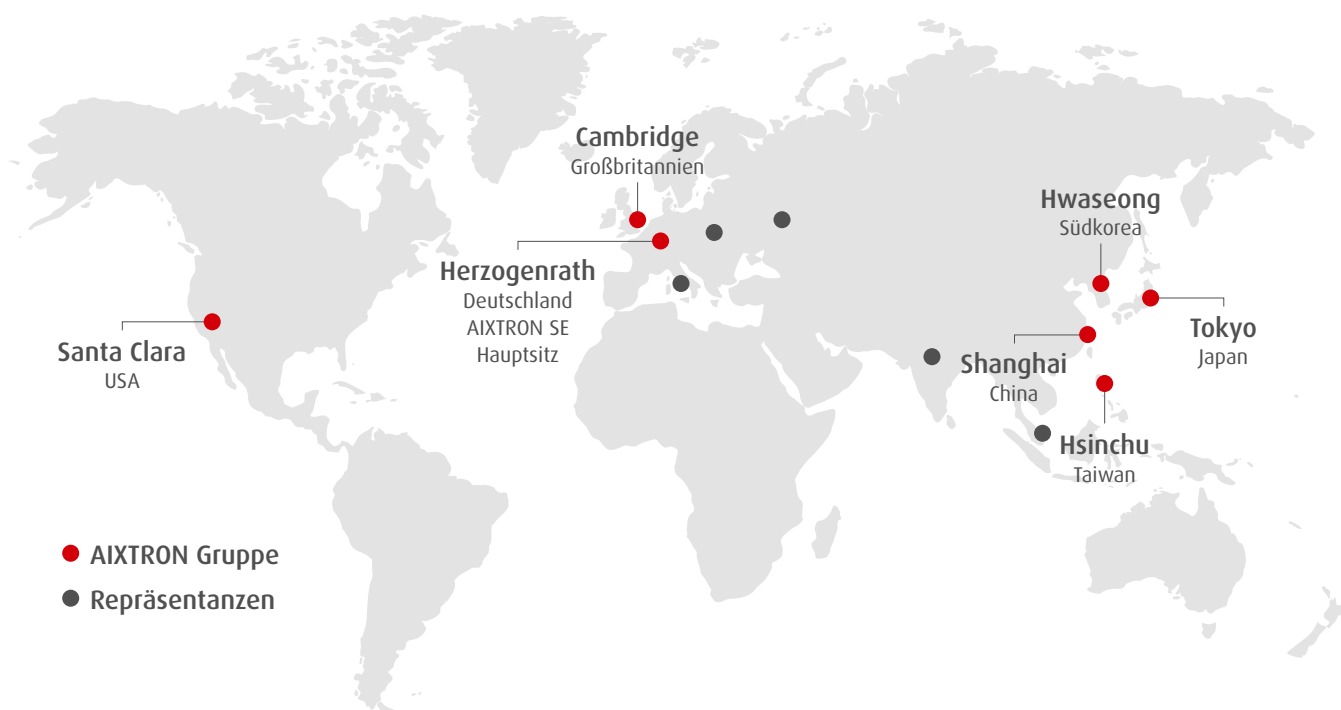 Cambridge
Großbritannien
Hwaseong
Südkorea
Herzogenrath
Deutschland
AIXTRON SE
Hauptsitz
Santa Clara
USA
Tokyo
Japan
Shanghai
China
Hsinchu
Taiwan
AIXTRON Gruppe
Repräsentanzen